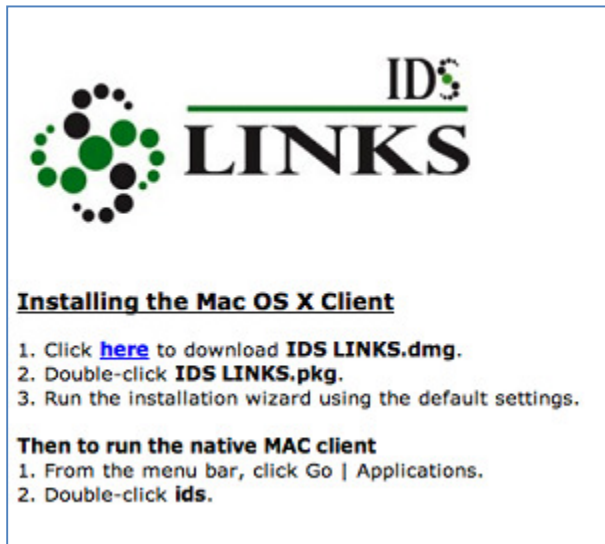 IDS
LINKS
Installing the Mac OS X Client
1. Click here to download IDS LINKS.dmg.
2. Double-click IDS LINKS.pkg.
3. Run the installation wizard using the default settings.
Then to run the native MAC client
1. From the menu bar, click Go | Applications.
2. Double-click ids.